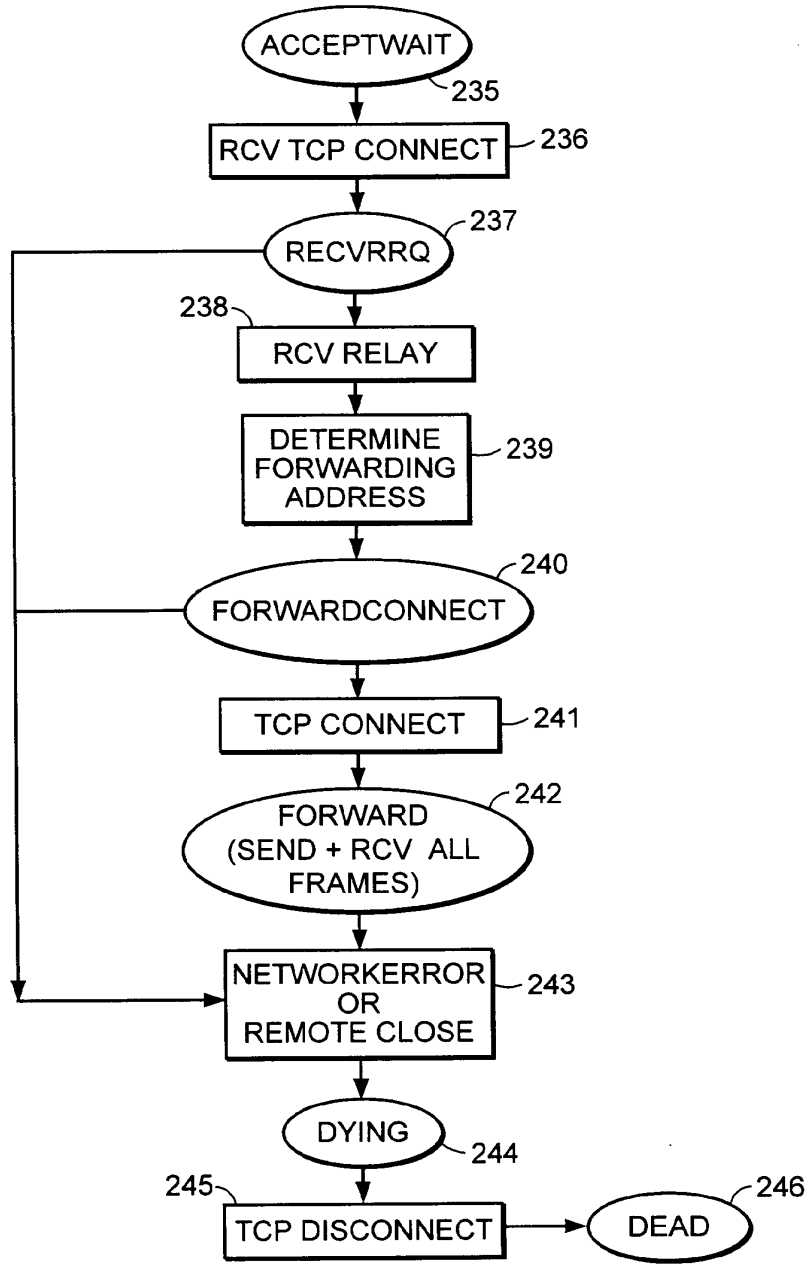 ACCEPTWAIT
235
RCV TCP CONNECT
236
RECVRRQ
237
238
RCV RELAY
DETERMINE
FORWARDING
ADDRESS
239
FORWARDCONNECT
240
TCP CONNECT
241
FORWARD
(SEND + RCV ALL
FRAMES)
242
NETWORKERROR
OR
REMOTE CLOSE
243
DYING
244
245
TCP DISCONNECT
DEAD
246